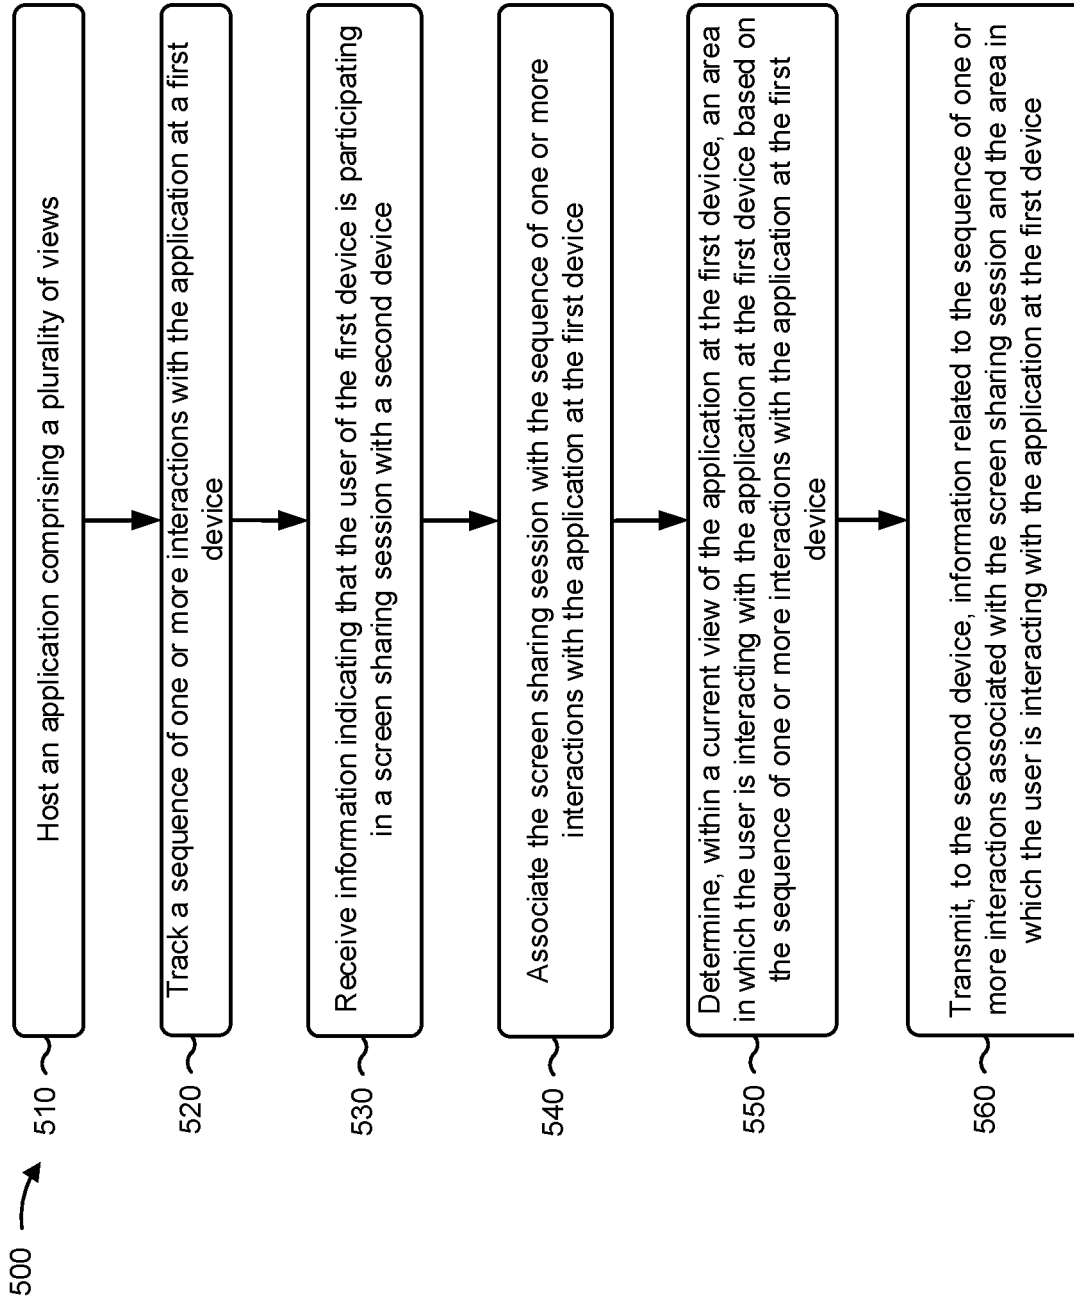 500
510
Host an application comprising a plurality of views
520
Track a sequence of one or more interactions with the application at a first
device
530
Receive information indicating that the user of the first device is participating
in a screen sharing session with a second device
540
Associate the screen sharing session with the sequence of one or more
interactions with the application at the first device
550
Determine, within a current view of the application at the first device, an area
in which the user is interacting with the application at the first device based on
the sequence of one or more interactions with the application at the first
device
560
Transmit, to the second device, information related to the sequence of one or
more interactions associated with the screen sharing session and the area in
which the user is interacting with the application at the first device